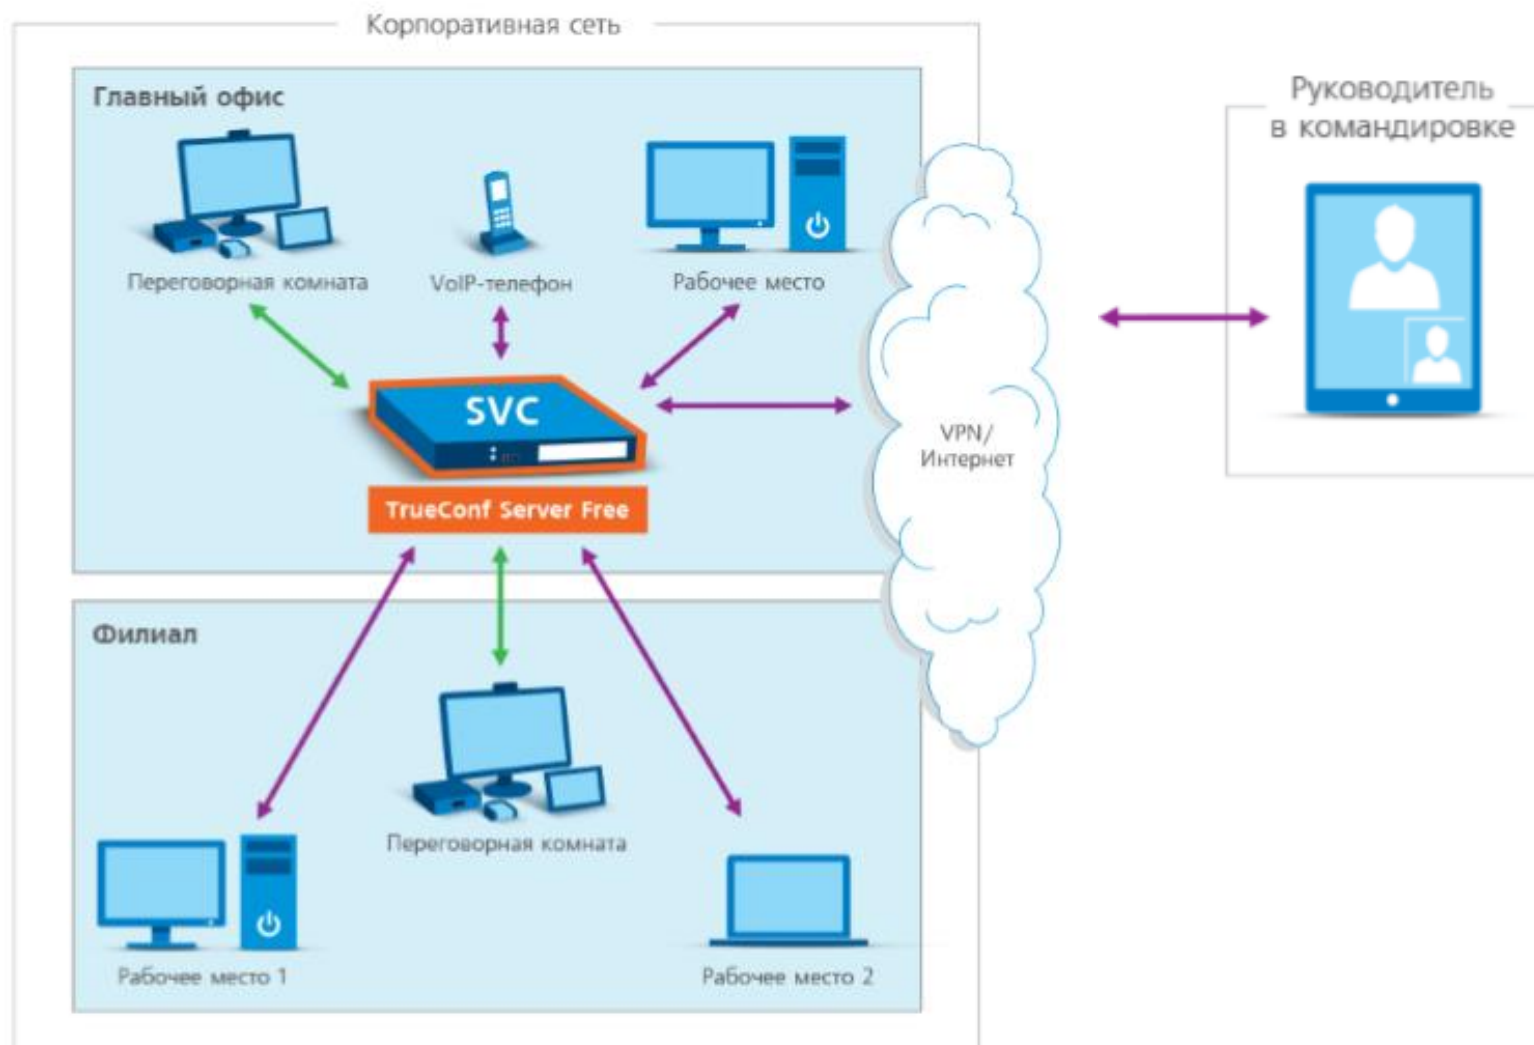 Корпоративная сеть
Главный офис
Руководитель
в командировке
Переговорная комната
VoIP-телефон
Рабочее место
SVC
TrueConf Server Free
VPN/
Интернет
Филиал
Переговорная комната
Рабочее место 1
Рабочее место 2